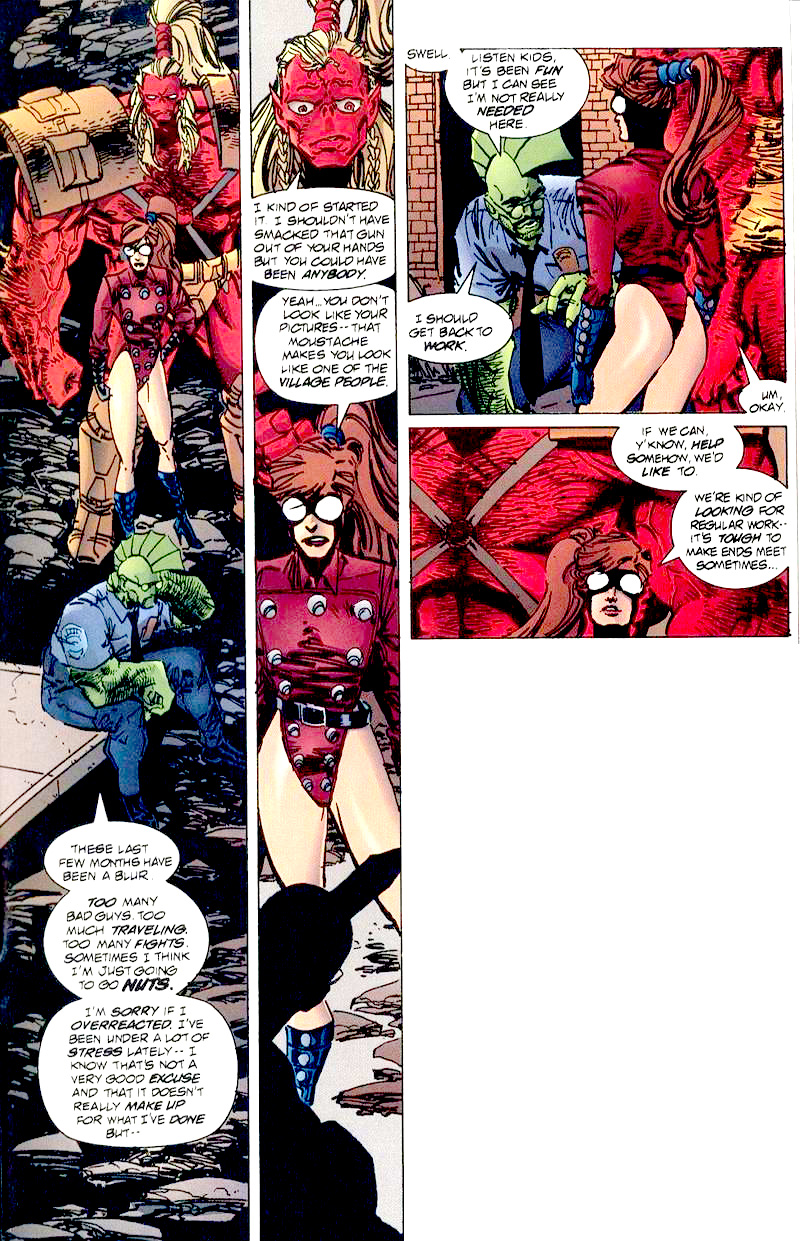 THESE LAST
FEW MONTHS HAVE
BEEN A BLUR.
TOO MANY
BAD GUYS. TOO
MUCH TRAVELING.
TOO MANY FIGHTS.
SOMETIMES I THINK
I'M JUST GOING
TO GO NUTS.
I'M SORRY IF I
OVERREACTED. I'VE
BEEN UNDER A LOT OF
STRESS LATELY-- I
KNOW THAT'S NOT A
VERY GOOD EXCUSE
AND THAT IT DOESN'T
REALLY MAKE UP
FOR WHAT I'VE DONE
BUT--
I KIND OF STARTED
IT. I SHOULDN'T HAVE
SMACKED THAT GUN
OUT OF YOUR HANDS
BUT YOU COULD HAVE
BEEN ANYBODY.
YEAH...YOU DON'T
LOOK LIKE YOUR
PICTURES-- THAT
MOUSTACHE
MAKES YOU LOOK
LIKE ONE OF THE
VILLAGE PEOPLE.
SWELL.
LISTEN KIDS,
IT'S BEEN FUN
BUT I CAN SEE
I'M NOT REALLY
NEEDED
HERE.
I SHOULD
GET BACK TO
WORK.
UM,
OKAY.
IF WE CAN,
Y'KNOW, HELP
SOMEHOW, WE'D
LIKE TO.
WE'RE KIND OF
LOOKING FOR
REGULAR WORK--
IT'S TOUGH TO
MAKE ENDS MEET
SOMETIMES...